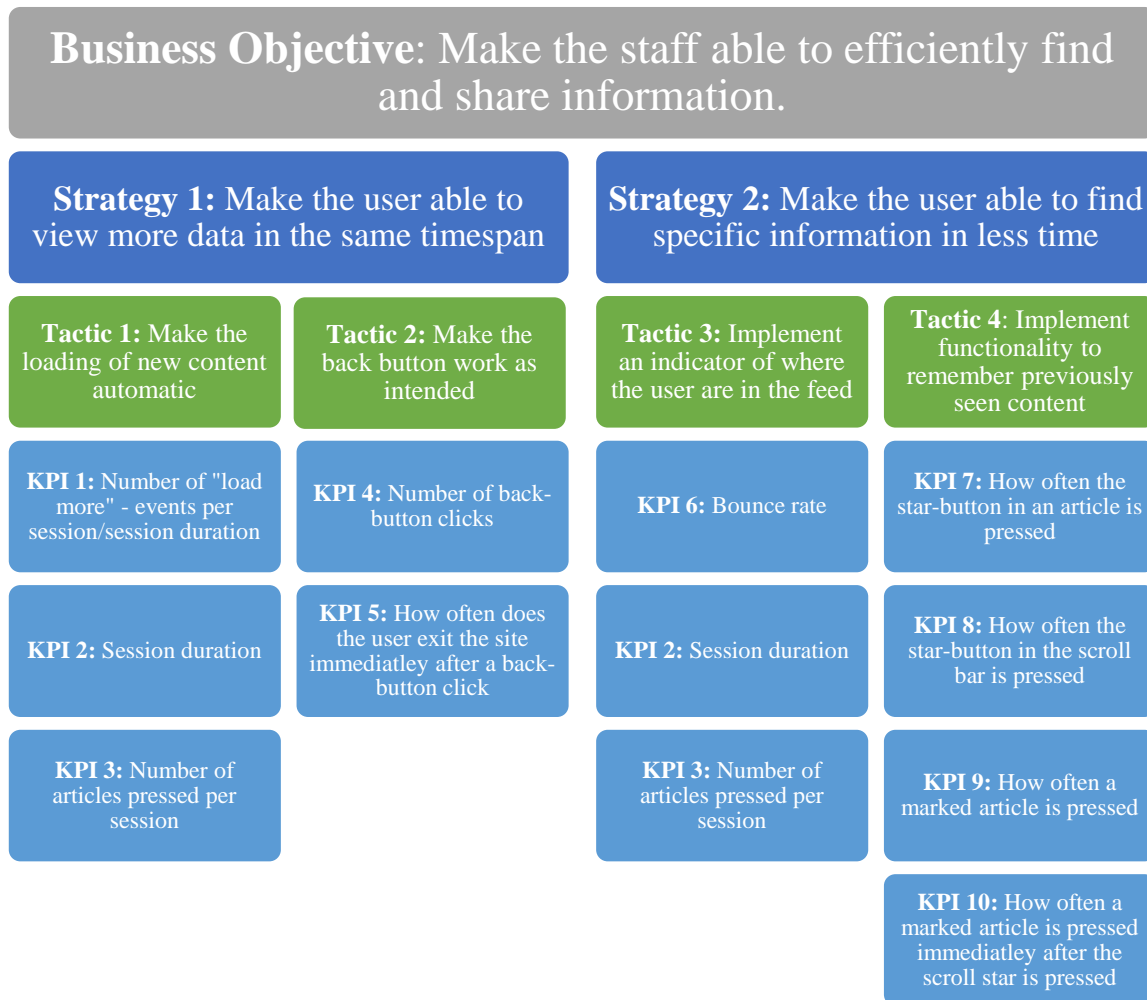 Business Objective: Make the staff able to efficiently find
and share information.
Strategy 1: Make the user able to
view more data in the same timespan
Strategy 2: Make the user able to find
specific information in less time
Tactic 1: Make the
loading of new content
automatic
Tactic 2: Make the
back button work as
intended
Tactic 3: Implement
an indicator of where
the user are in the feed
Tactic 4: Implement
functionality to
remember previously
seen content
KPI 1: Number of "load
more" - events per
session/session duration
KPI 4: Number of back-
button clicks
KPI 6: Bounce rate
KPI 7: How often the
star-button in an article is
pressed
KPI 2: Session duration
KPI 5: How often does
the user exit the site
immediatley after a back-
button click
KPI 2: Session duration
KPI 8: How often the
star-button in the scroll
bar is pressed
KPI 3: Number of
articles pressed per
session
KPI 3: Number of
articles pressed per
session
KPI 9: How often a
marked article is pressed
KPI 10: How often a
marked article is pressed
immediatley after the
scroll star is pressed